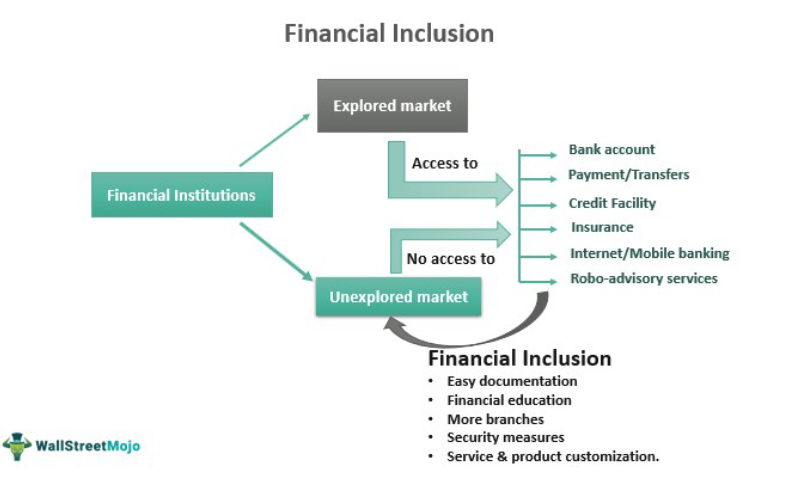 Financial Inclusion
Explored market
Access to
Bank account
Payment/Transfers
Financial Institutions
Credit Facility
Insurance
No access to
Internet/Mobile banking
Robo-advisory services
Unexplored market
Financial Inclusion
• Easy documentation
• Financial education
• More branches
• Security measures
• Service & product customization.
WallStreetMojo